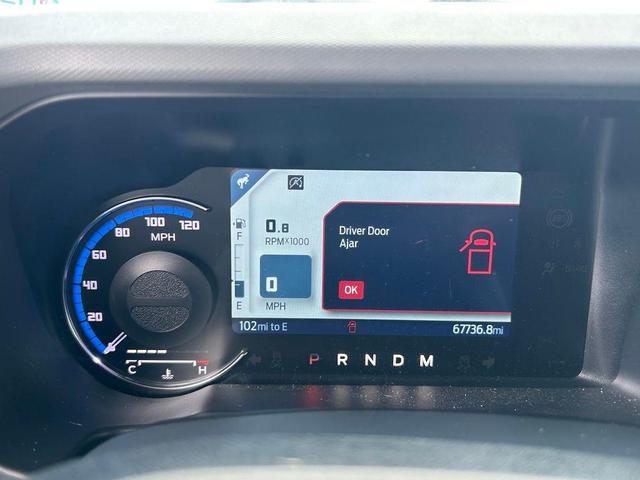 20
40
60
80
100
120
MPH
C
H
F
E
0.8
RPMX1000
0
MPH
Driver Door
Ajar
OK
102mi to E
67736.8mi
P R N D M